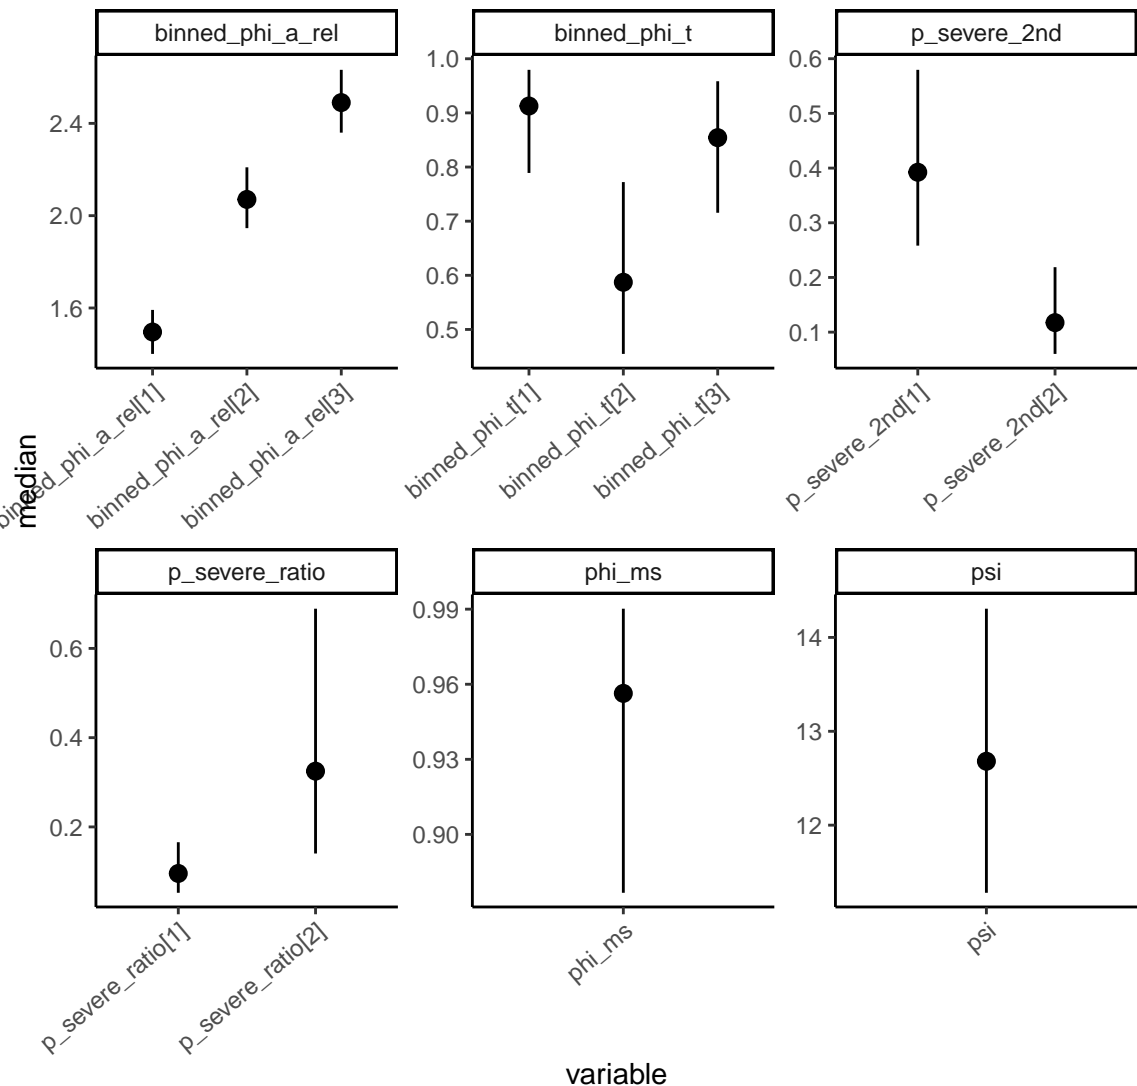 binned_phi_a_rel
binned_phi_t
p_severe_2nd
2.4
2.0
1.6
1.0
0.9
0.8
0.7
0.6
0.5
0.6
0.5
0.4
0.3
0.2
0.1
binned_phi_a_rel[1]
binned_phi_a_rel[2]
binned_phi_a_rel[3]
binned_phi_t[1]
binned_phi_t[2]
binned_phi_t[3]
p_severe_2nd[1]
p_severe_2nd[2]
median
p_severe_ratio
phi_ms
psi
0.6
0.4
0.2
0.99
0.96
0.93
0.90
14
13
12
p_severe_ratio[1]
p_severe_ratio[2]
phi_ms
psi
variable